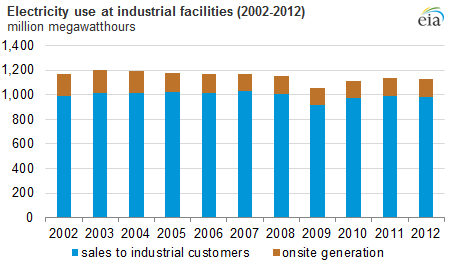 Electricity use at industrial facilities (2002-2012)
million megawatthours
eia
1,400
1,200
1,000
800
600
400
200
0
2002 2003 2004 2005 2006 2007 2008 2009 2010 2011 2012
sales to industrial customers onsite generation